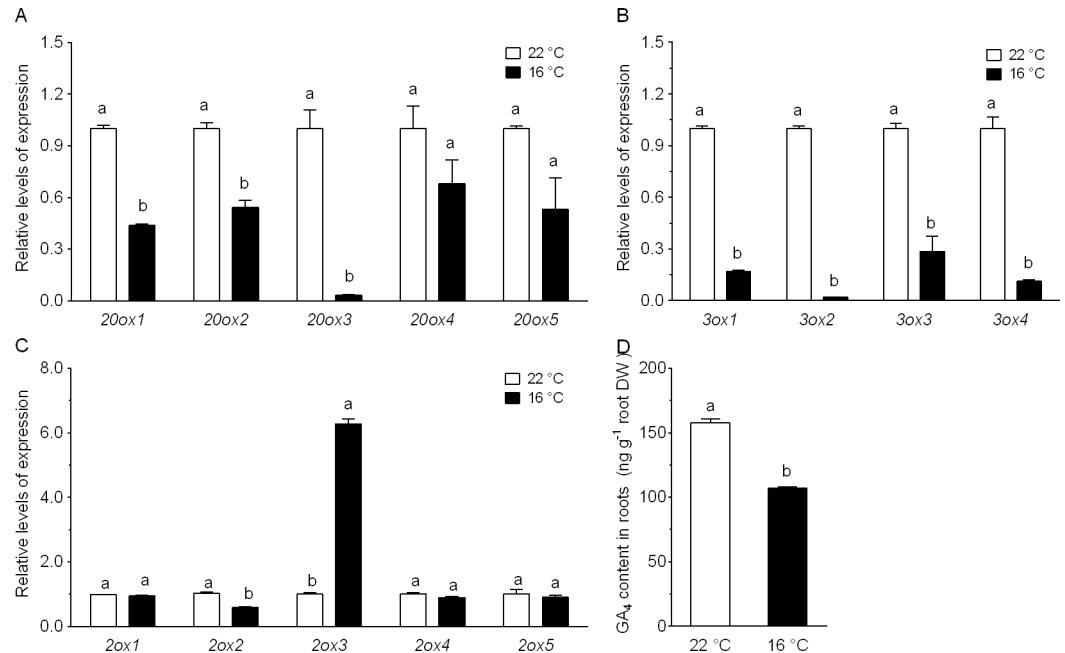 A
Relative levels of expression
1.5
1.2
0.9
0.6
0.3
0.0
22 °C
16 °C
a
b
a
b
a
b
a
a
a
a
20ox1
20ox2
20ox3
20ox4
20ox5
B
Relative levels of expression
1.5
1.2
0.9
0.6
0.3
0.0
22 °C
16 °C
a
b
a
b
a
b
a
b
3ox1
3ox2
3ox3
3ox4
C
Relative levels of expression
8.0
6.0
4.0
2.0
0.0
22 °C
16 °C
a
a
a
b
b
a
a
a
a
a
2ox1
2ox2
2ox3
2ox4
2ox5
D
GA4 content in roots (ng g-1 root DW )
200
150
100
50
0
a
b
22 °C
16 °C